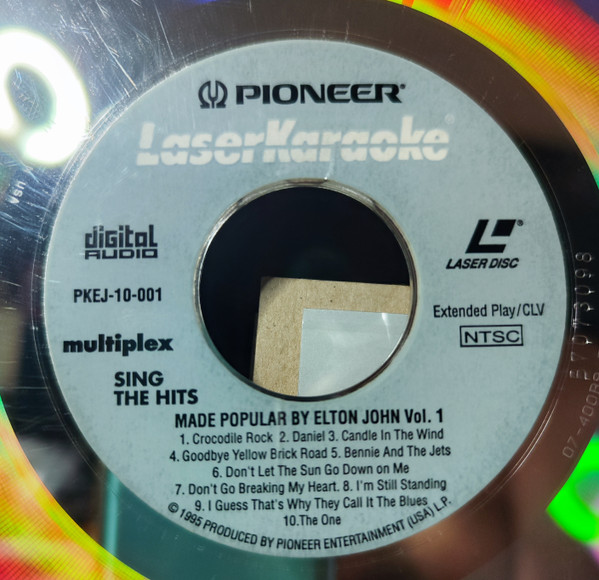 PIONEER®
LaserKaraoke®
digital
AUDIO
LASER DISC
PKEJ-10-001
Extended Play/CLV
NTSC
multiplex
SING
THE HITS
MADE POPULAR BY ELTON JOHN Vol. 1
1. Crocodile Rock 2. Daniel 3. Candle In The Wind
4. Goodbye Yellow Brick Road 5. Bennie And The Jets
6. Don't Let The Sun Go Down on Me
7. Don't Go Breaking My Heart. 8. I'm Still Standing
9. I Guess That's Why They Call It The Blues
10.The One
©1995 PRODUCED BY PIONEER ENTERTAINMENT (USA) L.P.
usn